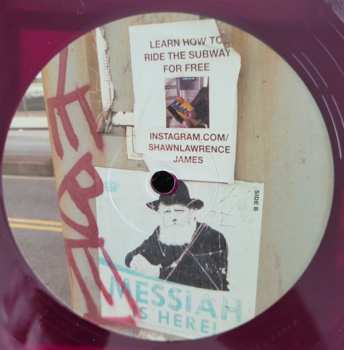 LEARN HOW TO
RIDE THE SUBWAY
FOR FREE
INSTAGRAM.COM/
SHAWNLAWRENCE
JAMES
SIDE B
MESSIAH
IS HERE!